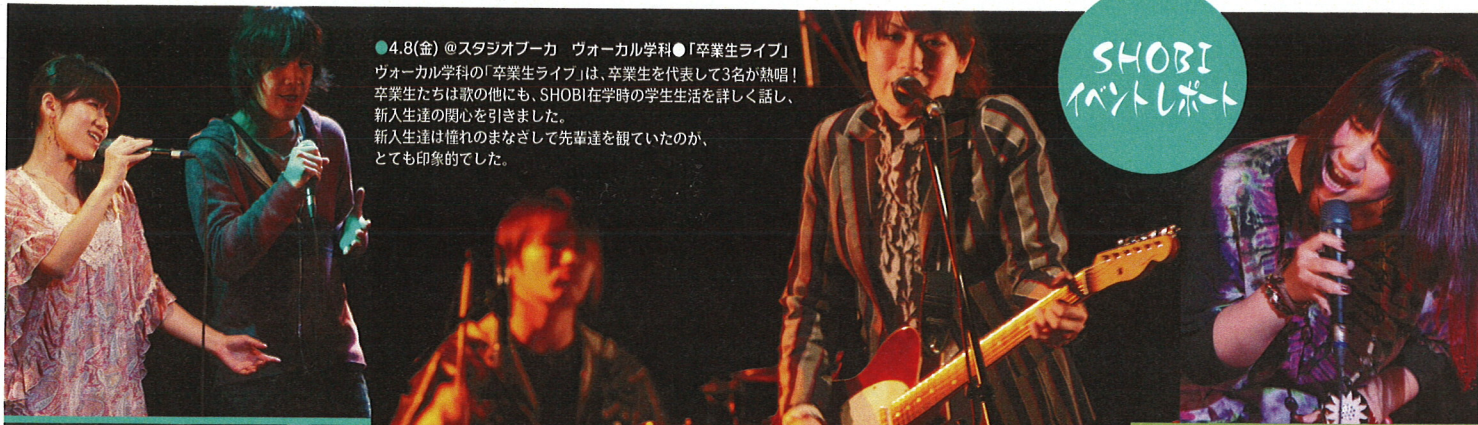 ●4.8(金) @スタジオブーカ ヴォーカル学科●「卒業生ライブ」
ヴォーカル学科の「卒業生ライブ」は、卒業生を代表して3名が熱唱！
卒業生たちは歌の他にも、SHOBI在学時の学生生活を詳しく話し、
新入生達の関心を引きました。
新入生達は憧れのまなざして先輩達を観ていたのが、
とても印象的でした。
SHOBI
イベントレポート